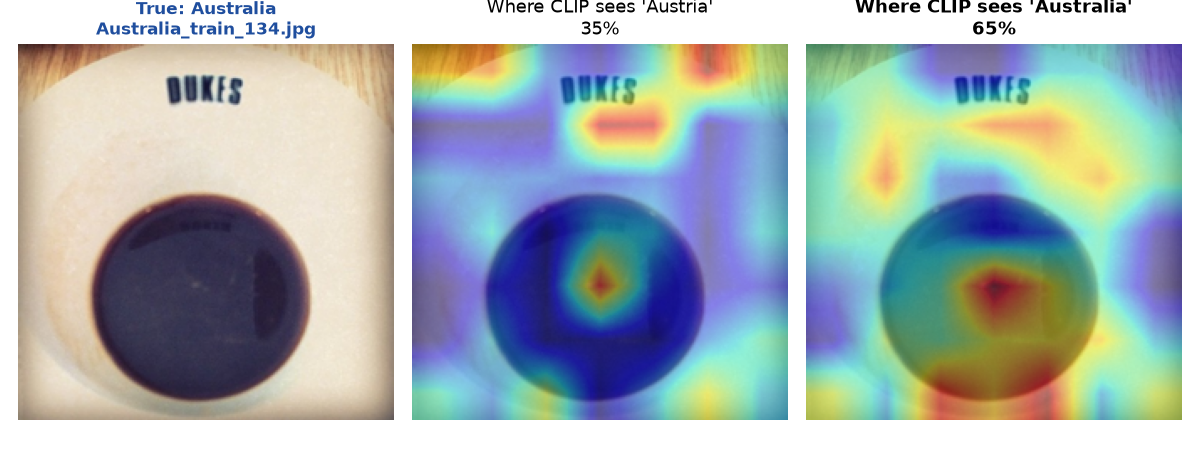 True: Australia
Australia_train_134.jpg
Where CLIP sees 'Austria'
35%
Where CLIP sees 'Australia'
65%
DUKES
DUKES
DUKES